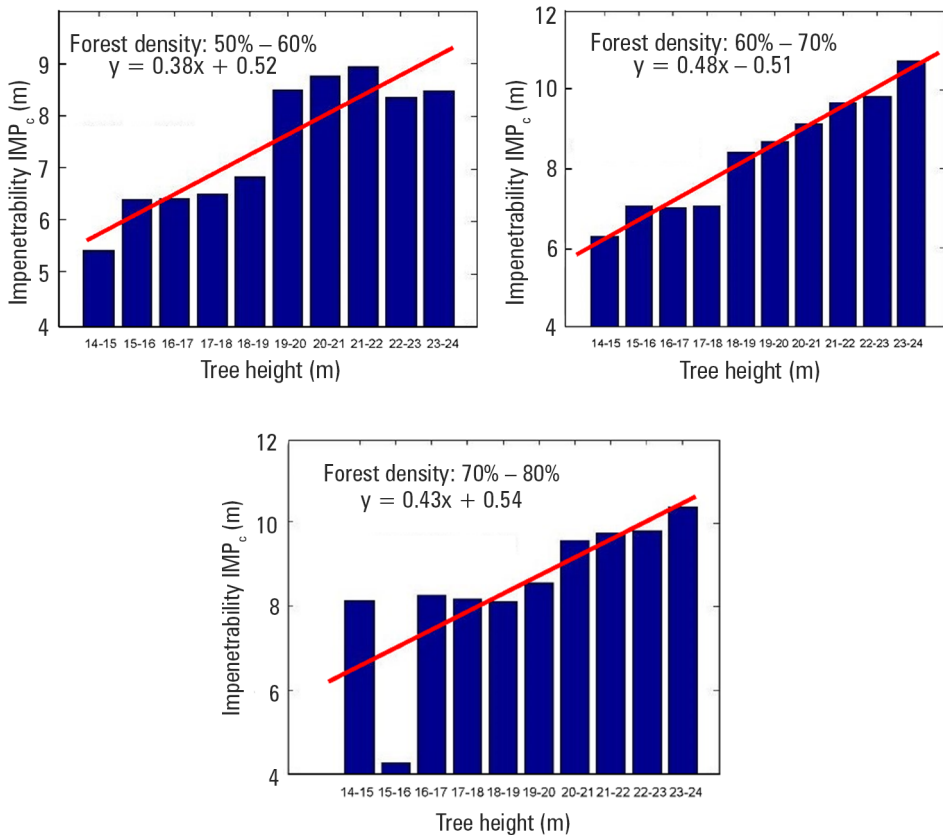 Forest density: 50% – 60%
y = 0.38x + 0.52
Impenetrability IMPc (m)
9
8
7
6
5
4
14-15 15-16 16-17 17-18 18-19 19-20 20-21 21-22 22-23 23-24
Tree height (m)
Forest density: 60% – 70%
y = 0.48x – 0.51
Impenetrability IMPc (m)
12
10
8
6
4
14-15 15-16 16-17 17-18 18-19 19-20 20-21 21-22 22-23 23-24
Tree height (m)
Forest density: 70% – 80%
y = 0.43x + 0.54
Impenetrability IMPc (m)
12
10
8
6
4
14-15 15-16 16-17 17-18 18-19 19-20 20-21 21-22 22-23 23-24
Tree height (m)